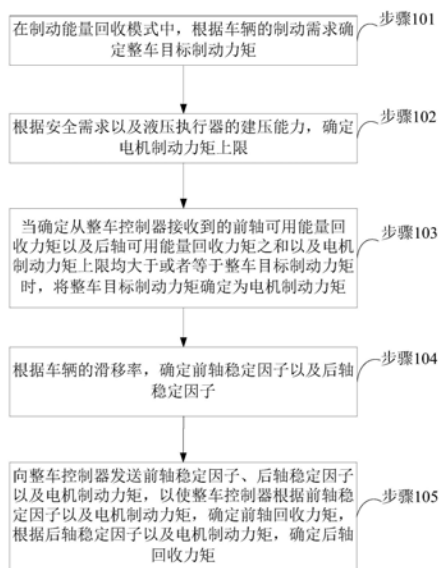 在制动能量回收模式中，根据车辆的制动需求确
定整车目标制动力矩
步骤101
根据安全需求以及液压执行器的建压能力，确定
电机制动力矩上限
步骤102
当确定从整车控制器接收到的前轴可用能量回
收力矩以及后轴可用能量回收力矩之和以及电机
制动力矩上限均大于或者等于整车目标制动力矩
时，将整车目标制动力矩确定为电机制动力矩
步骤103
根据车辆的滑移率，确定前轴稳定因子以及后轴
稳定因子
步骤104
向整车控制器发送前轴稳定因子、后轴稳定因子
以及电机制动力矩，以使整车控制器根据前轴稳
定因子以及电机制动力矩，确定前轴回收力矩，
根据后轴稳定因子以及电机制动力矩，确定后轴
回收力矩
步骤105